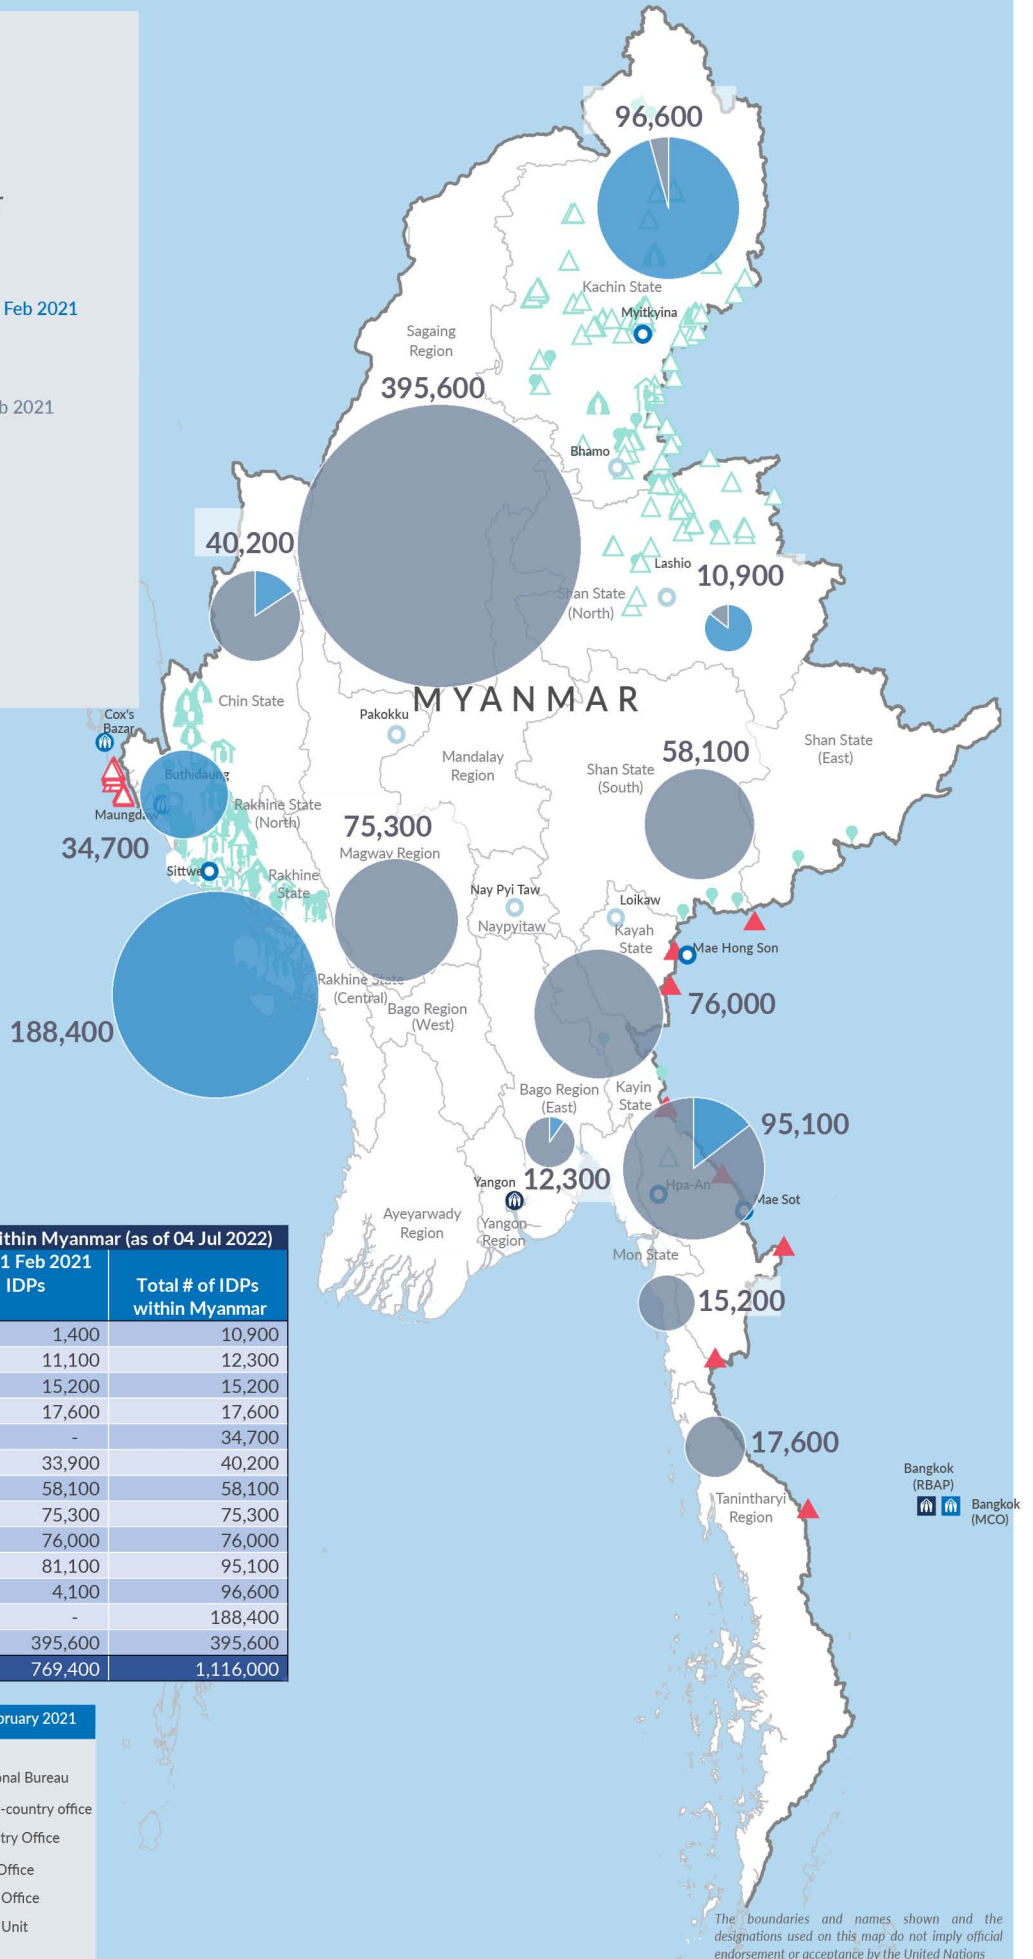 Feb 2021
b 2021
96,600
Kachin State
Myitkyina
Sagaing
Region
395,600
Bhamo
40,200
Lashio
10,900
Shan State
(North)
MYANMAR
Chin State
Pakokku
Cox's
Bazar
Mandalay
Region
58,100
Shan State
(South)
Shan State
(East)
Buthidaung
Maungdaw
Rakhine State
(North)
34,700
75,300
Magway Region
Sittwe
Rakhine
State
Nay Pyi Taw
Naypyitaw
Loikaw
Kayah
State
Mae Hong Son
Rakhine State
(Central)
76,000
Bago Region
(West)
188,400
Bago Region
(East)
Kayin
State
95,100
12,300
Yangon
Hpa-An
Mae Sot
Ayeyarwady
Region
Yangon
Region
Mon State
15,200
17,600
Tanintharyi
Region
Bangkok
(RBAP)
Bangkok
(MCO)
ithin Myanmar (as of 04 Jul 2022)
1 Feb 2021
IDPs
Total # of IDPs
within Myanmar
1,400 10,900
11,100 12,300
15,200 15,200
17,600 17,600
- 34,700
33,900 40,200
58,100 58,100
75,300 75,300
76,000 76,000
81,100 95,100
4,100 96,600
- 188,400
395,600 395,600
769,400 1,116,000
bruary 2021
onal Bureau
-country office
try Office
Office
Office
Unit
The boundaries and names shown and the
designations used on this map do not imply official
endorsement or acceptance by the United Nations